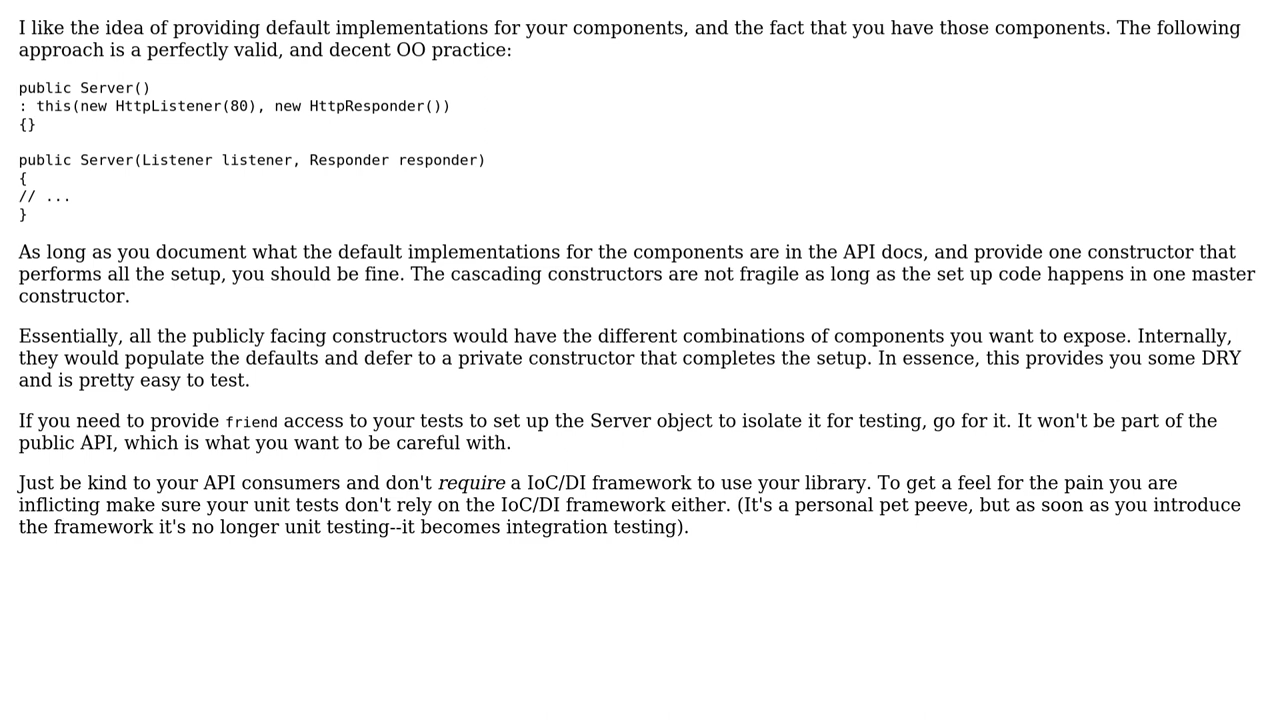 I like the idea of providing default implementations for your components, and the fact that you have those components. The following
approach is a perfectly valid, and decent OO practice:
public Server()
: this(new HttpListener(80), new HttpResponder())
{}
public Server(Listener listener, Responder responder)
{
// ...
}
As long as you document what the default implementations for the components are in the API docs, and provide one constructor that
performs all the setup, you should be fine. The cascading constructors are not fragile as long as the set up code happens in one master
constructor.
Essentially, all the publicly facing constructors would have the different combinations of components you want to expose. Internally,
they would populate the defaults and defer to a private constructor that completes the setup. In essence, this provides you some DRY
and is pretty easy to test.
If you need to provide friend access to your tests to set up the Server object to isolate it for testing, go for it. It won't be part of the
public API, which is what you want to be careful with.
Just be kind to your API consumers and don't require a IoC/DI framework to use your library. To get a feel for the pain you are
inflicting make sure your unit tests don't rely on the IoC/DI framework either. (It's a personal pet peeve, but as soon as you introduce
the framework it's no longer unit testing--it becomes integration testing).